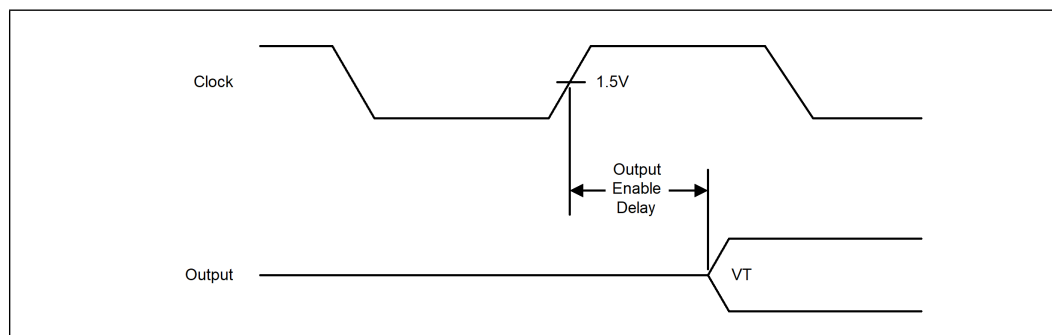 Clock
1.5V
Output
Enable
Delay
Output
VT